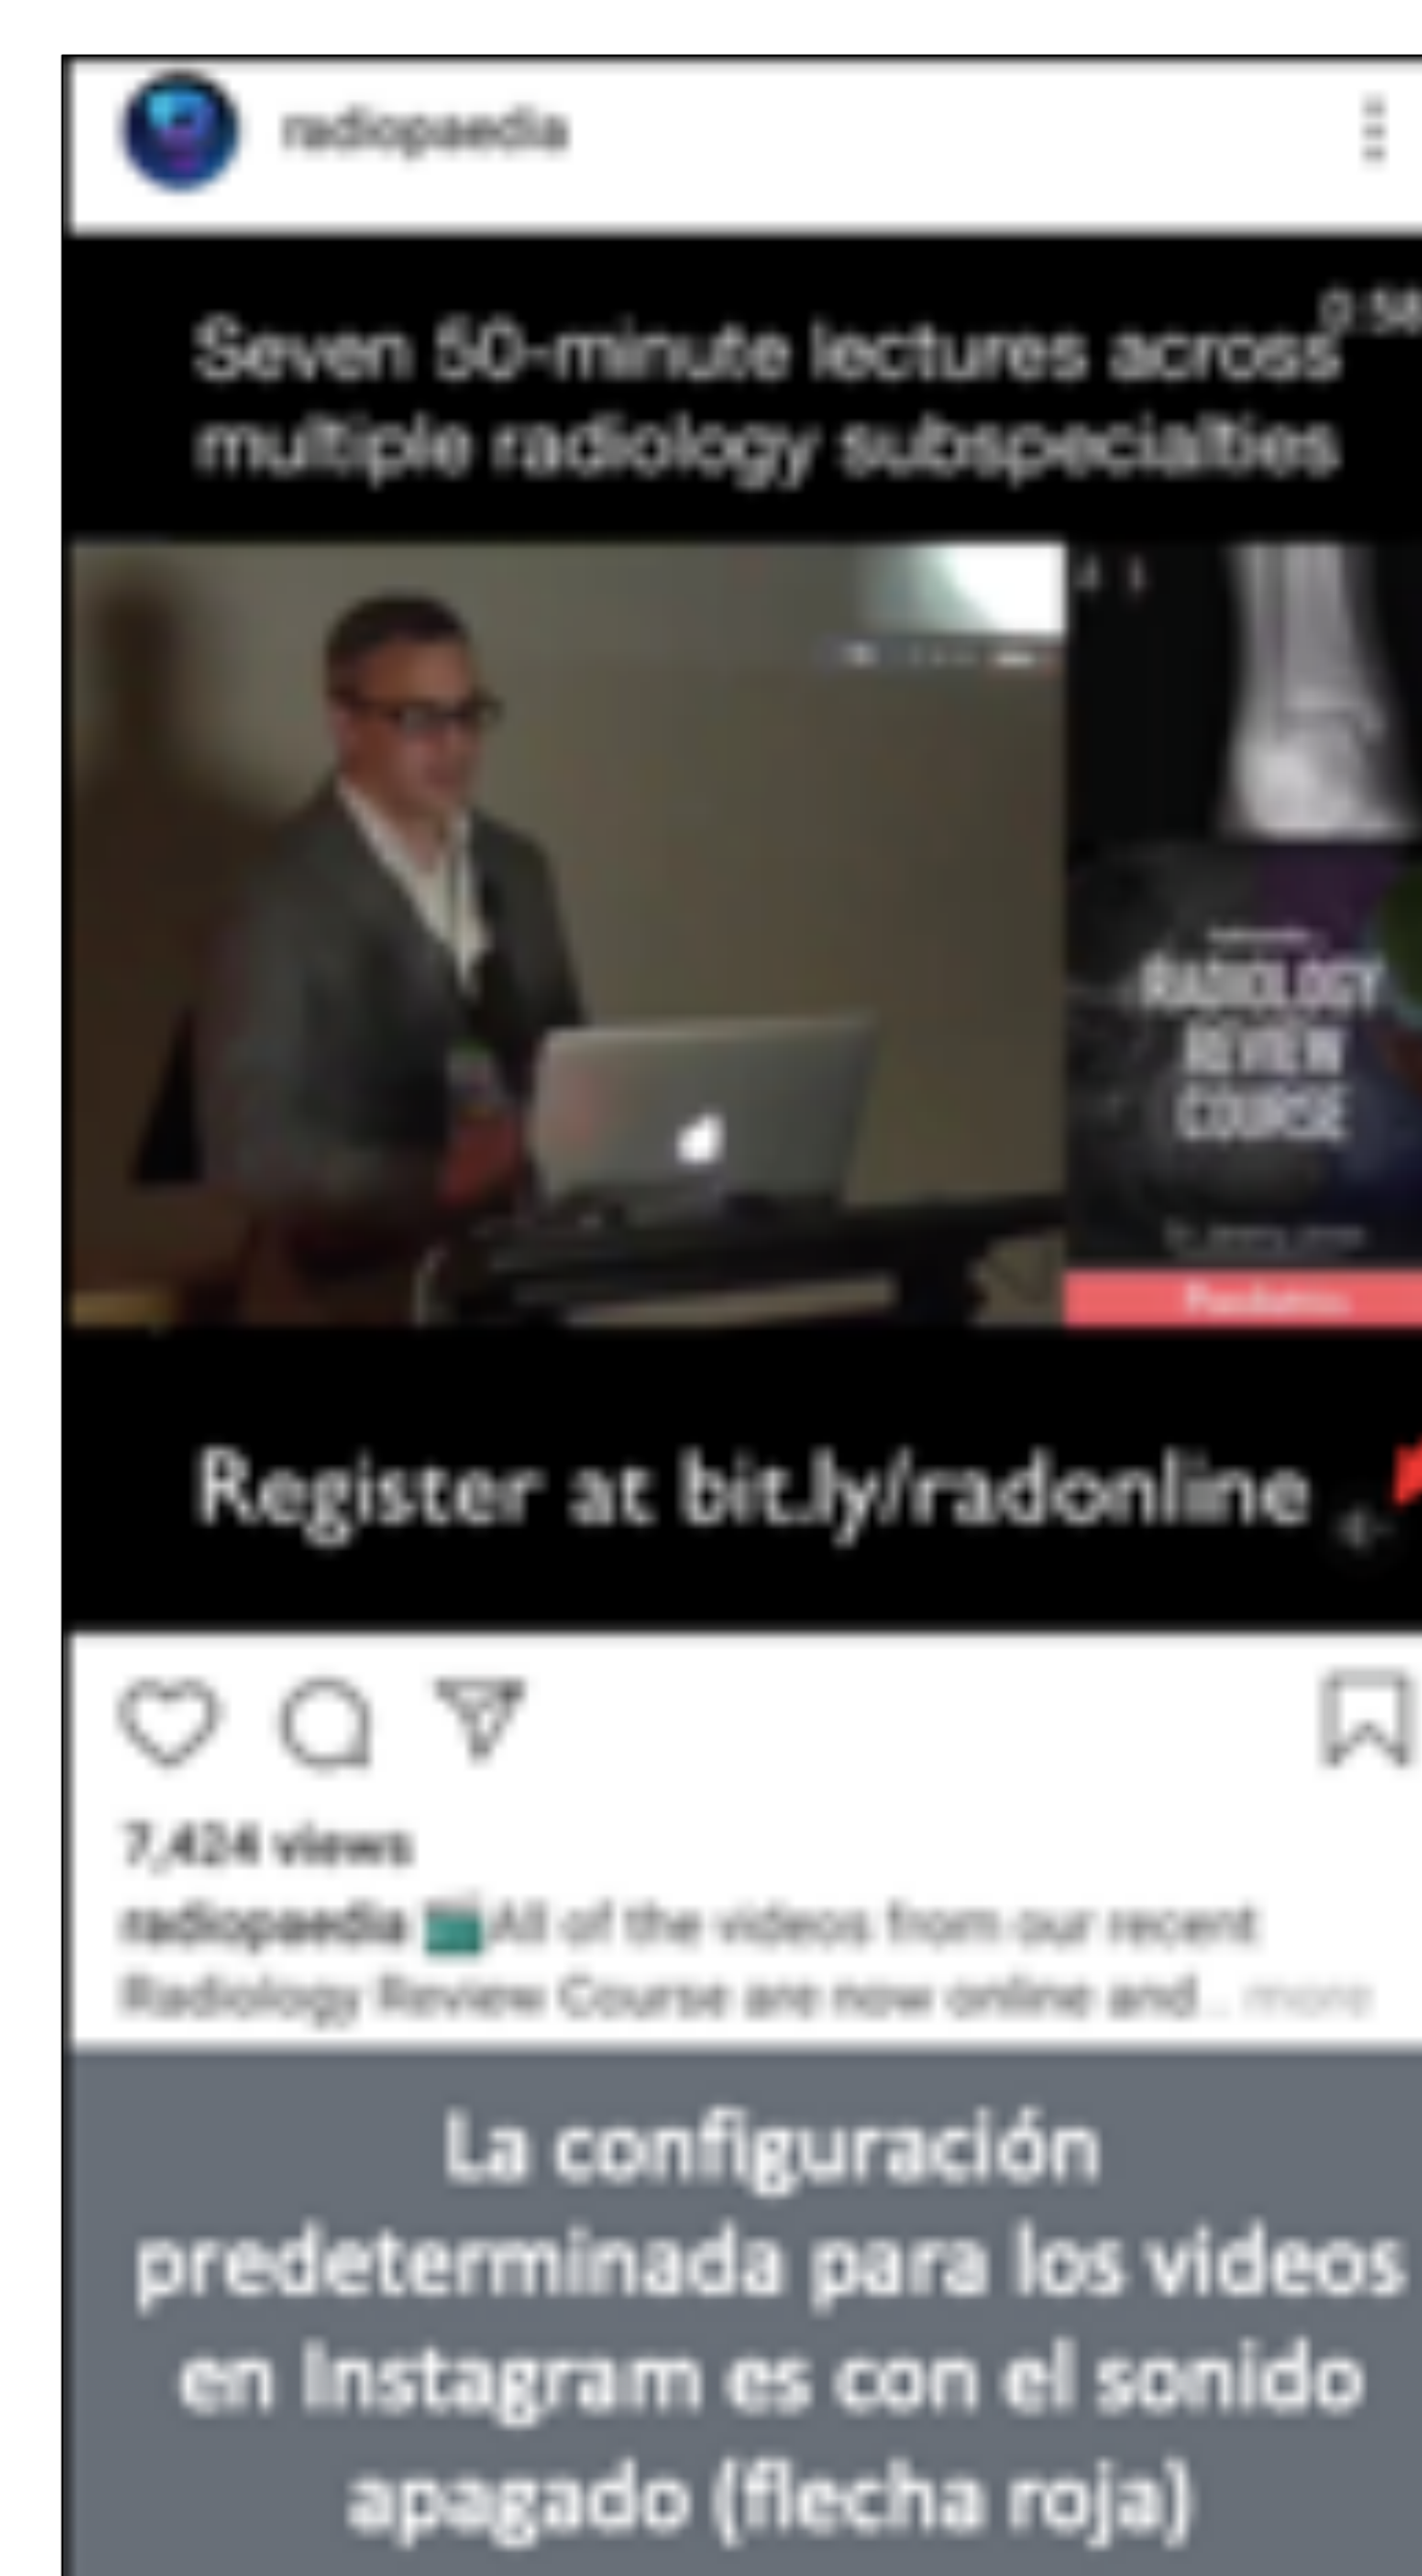 radiopaedia
0:58
Seven 50-minute lectures across
multiple radiology subspecialties
RADIOLOGY
REVIEW
COURSE
Register at bit.ly/radonline
7,424 views
radiopaedia All of the videos from our recent
Radiology Review Course are now online and... more
La configuración
predeterminada para los videos
en Instagram es con el sonido
apagado (flecha roja)